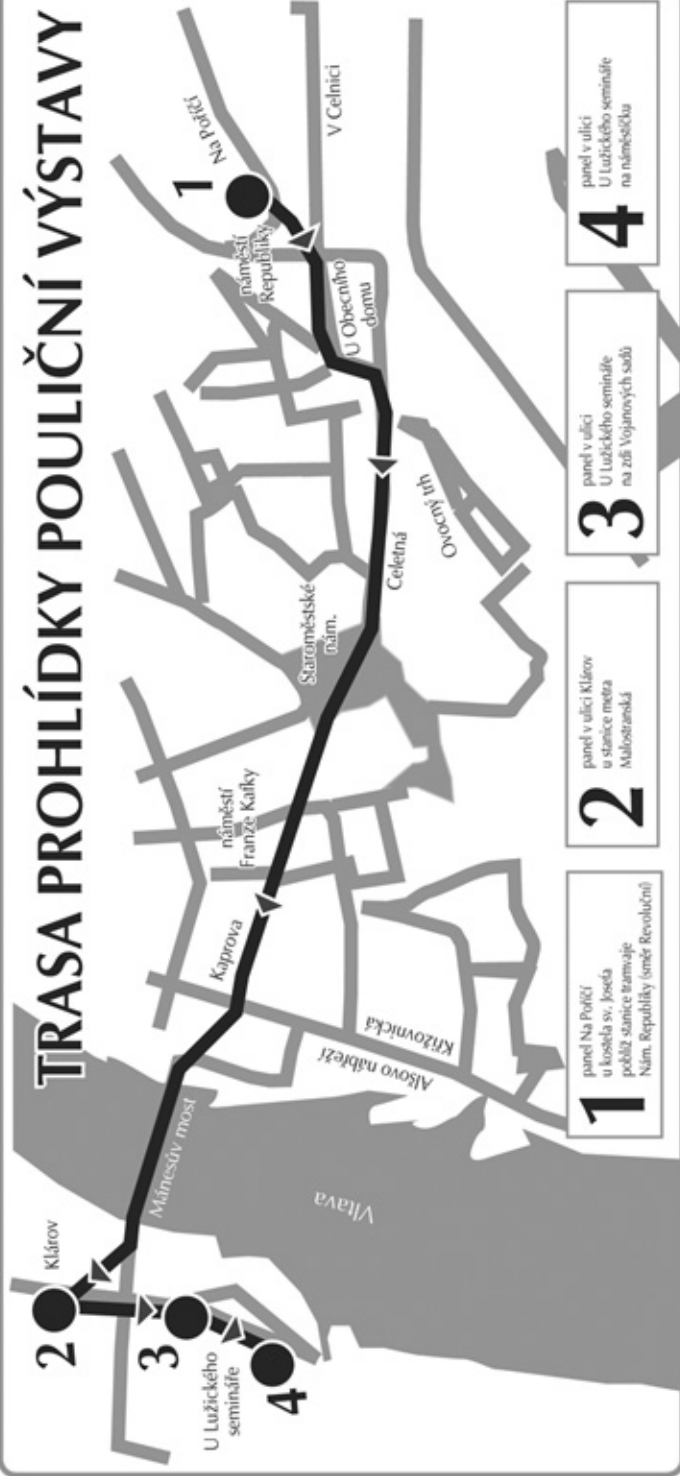 TRASA PROHLÍDKY POULIČNÍ VÝSTAVY
2
Klárov
3
U Lužického
semináře
4
Mánesův most
Vltava
Alšovo nábřeží
Křižovnická
Kaprova
náměstí
Franze Kafky
Staroměstské
nám.
Celetná
Ovocný trh
U Obecního
domu
náměstí
Republiky
1
Na Poříčí
V Celnici
1
panel Na Poříčí
u kostela sv. Josefa
poblíž stanice tramvaje
Nám. Republiky (směr Revoluční)
2
panel v ulici Klárov
u stanice metra
Malostranská
3
panel v ulici
U Lužického semináře
na zdi Vojanových sadů
4
panel v ulici
U Lužického semináře
na náměstíčku